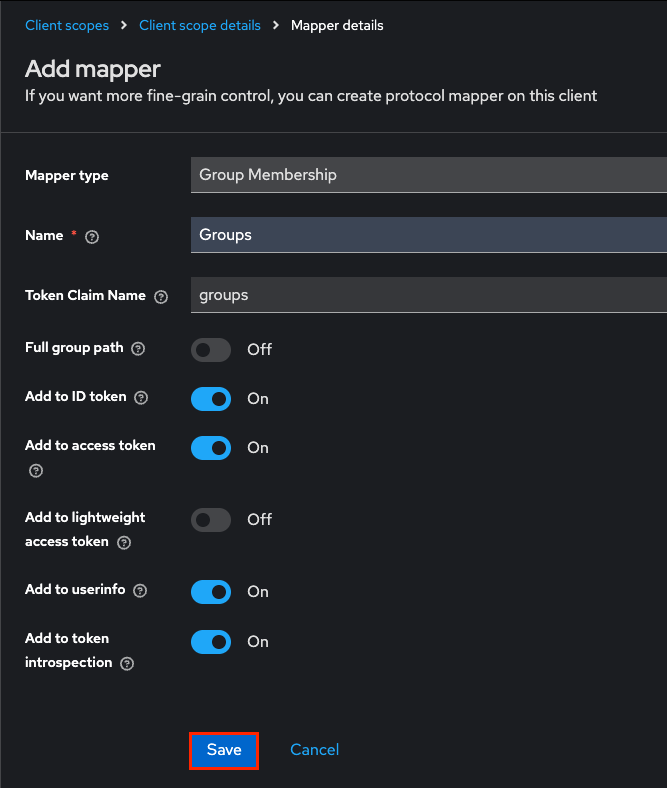 Client scopes > Client scope details > Mapper details
Add mapper
If you want more fine-grain control, you can create protocol mapper on this client
Mapper type Group Membership
Name * Groups
Token Claim Name groups
Full group path Off
Add to ID token On
Add to access token On
Add to lightweight access token Off
Add to userinfo On
Add to token introspection On
Save Cancel